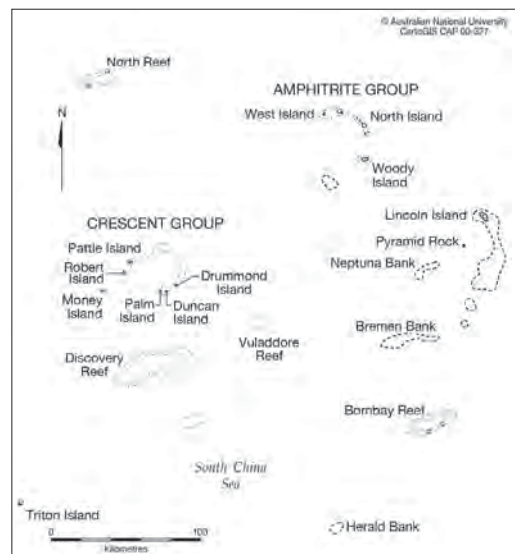 © Australian National University
CartoGIS CAP 00-327
North Reef
AMPHITRITE GROUP
N
West Island
North Island
Woody
Island
Lincoln Island
CRESCENT GROUP
Pattle Island
Pyramid Rock
Robert
Island
Drummond
Island
Neptuna Bank
Money
Island
Palm
Island
Duncan
Island
Bremen Bank
Vuladdore
Reef
Discovery
Reef
Bombay Reef
South China
Sea
Triton Island
0
100
Kilometres
Herald Bank